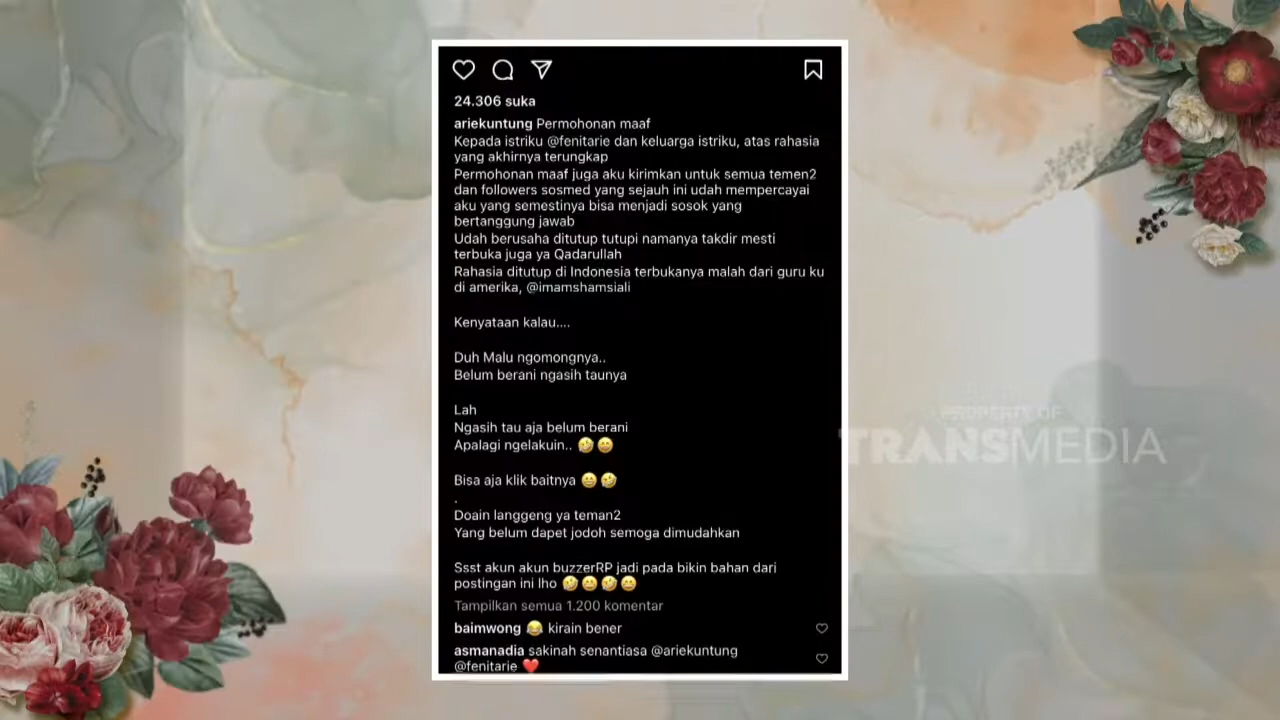 24.306 suka
ariekuntung Permohonan maaf
Kepada istriku @fenitarie dan keluarga istriku, atas rahasia
yang akhirnya terungkap
Permohonan maaf juga aku kirimkan untuk semua temen2
dan followers sosmed yang sejauh ini udah mempercayai
aku yang semestinya bisa menjadi sosok yang
bertanggung jawab
Udah berusaha ditutup tutupi namanya takdir mesti
terbuka juga ya Qadarullah
Rahasia ditutup di Indonesia terbukanya malah dari guru ku
di amerika, @imamshamsiali
Kenyataan kalau....
Duh Malu ngomongnya..
Belum berani ngasih taunya
Lah
Ngasih tau aja belum berani
Apalagi ngelakuin.. 🤣😄
Bisa aja klik baitnya 😄🤣
.
Doain langgeng ya teman2
Yang belum dapet jodoh semoga dimudahkan
Ssst akun akun buzzerRP jadi pada bikin bahan dari
postingan ini lho 🤣😄🤣😄
Tampilkan semua 1.200 komentar
baimwong 😂 kirain bener
asmanadia sakinah senantiasa @ariekuntung
@fenitarie ❤️
PROPERTY OF
TRANSMEDIA